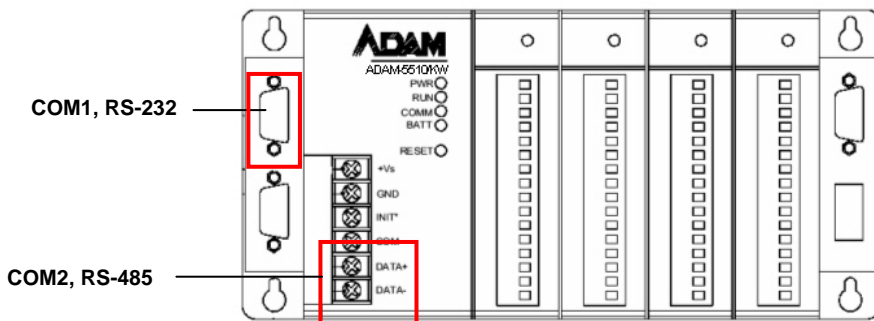 ADAM
ADAM-5510/KW
PWR
RUN
COMM
BATT
RESET
COM1, RS-232
+Vs
GND
INIT*
COM
DATA+
DATA-
COM2, RS-485